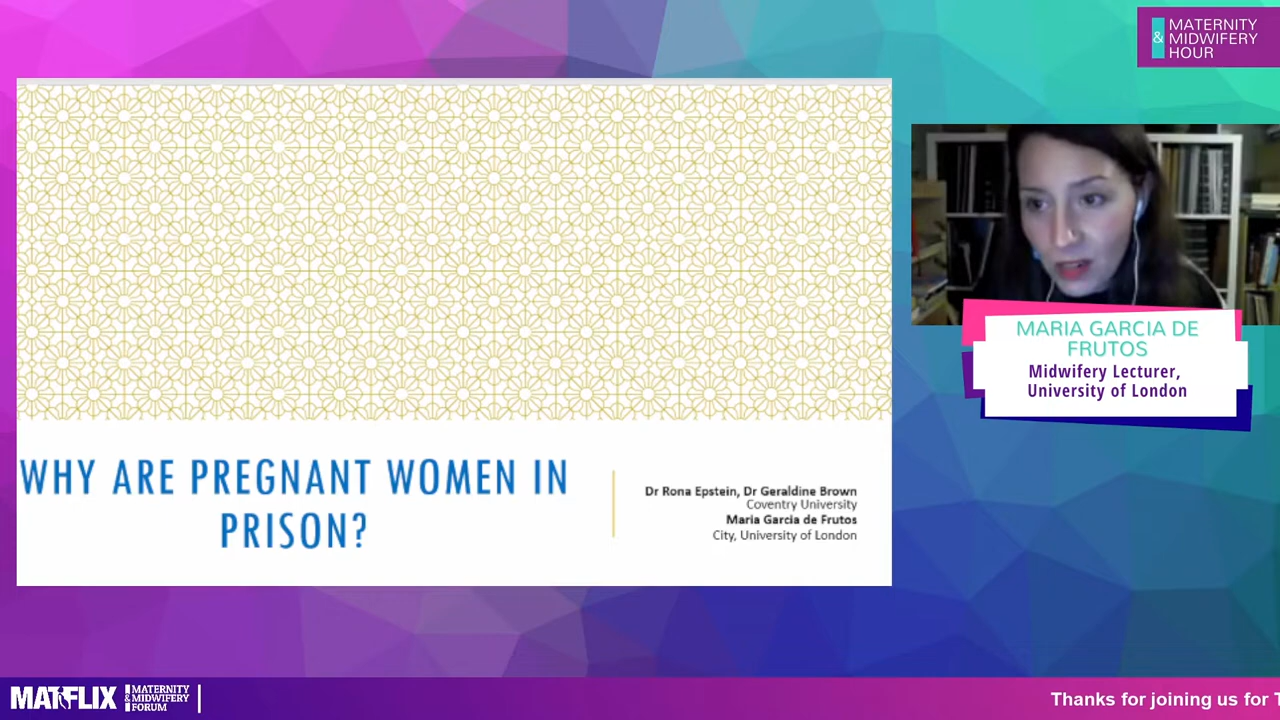 MATERNITY
& MIDWIFERY
HOUR
MARIA GARCIA DE
FRUTOS
Midwifery Lecturer,
University of London
WHY ARE PREGNANT WOMEN IN
PRISON?
Dr Rona Epstein, Dr Geraldine Brown
Coventry University
Maria Garcia de Frutos
City, University of London
MATFLIX
MATERNITY
& MIDWIFERY
FORUM
Thanks for joining us for T